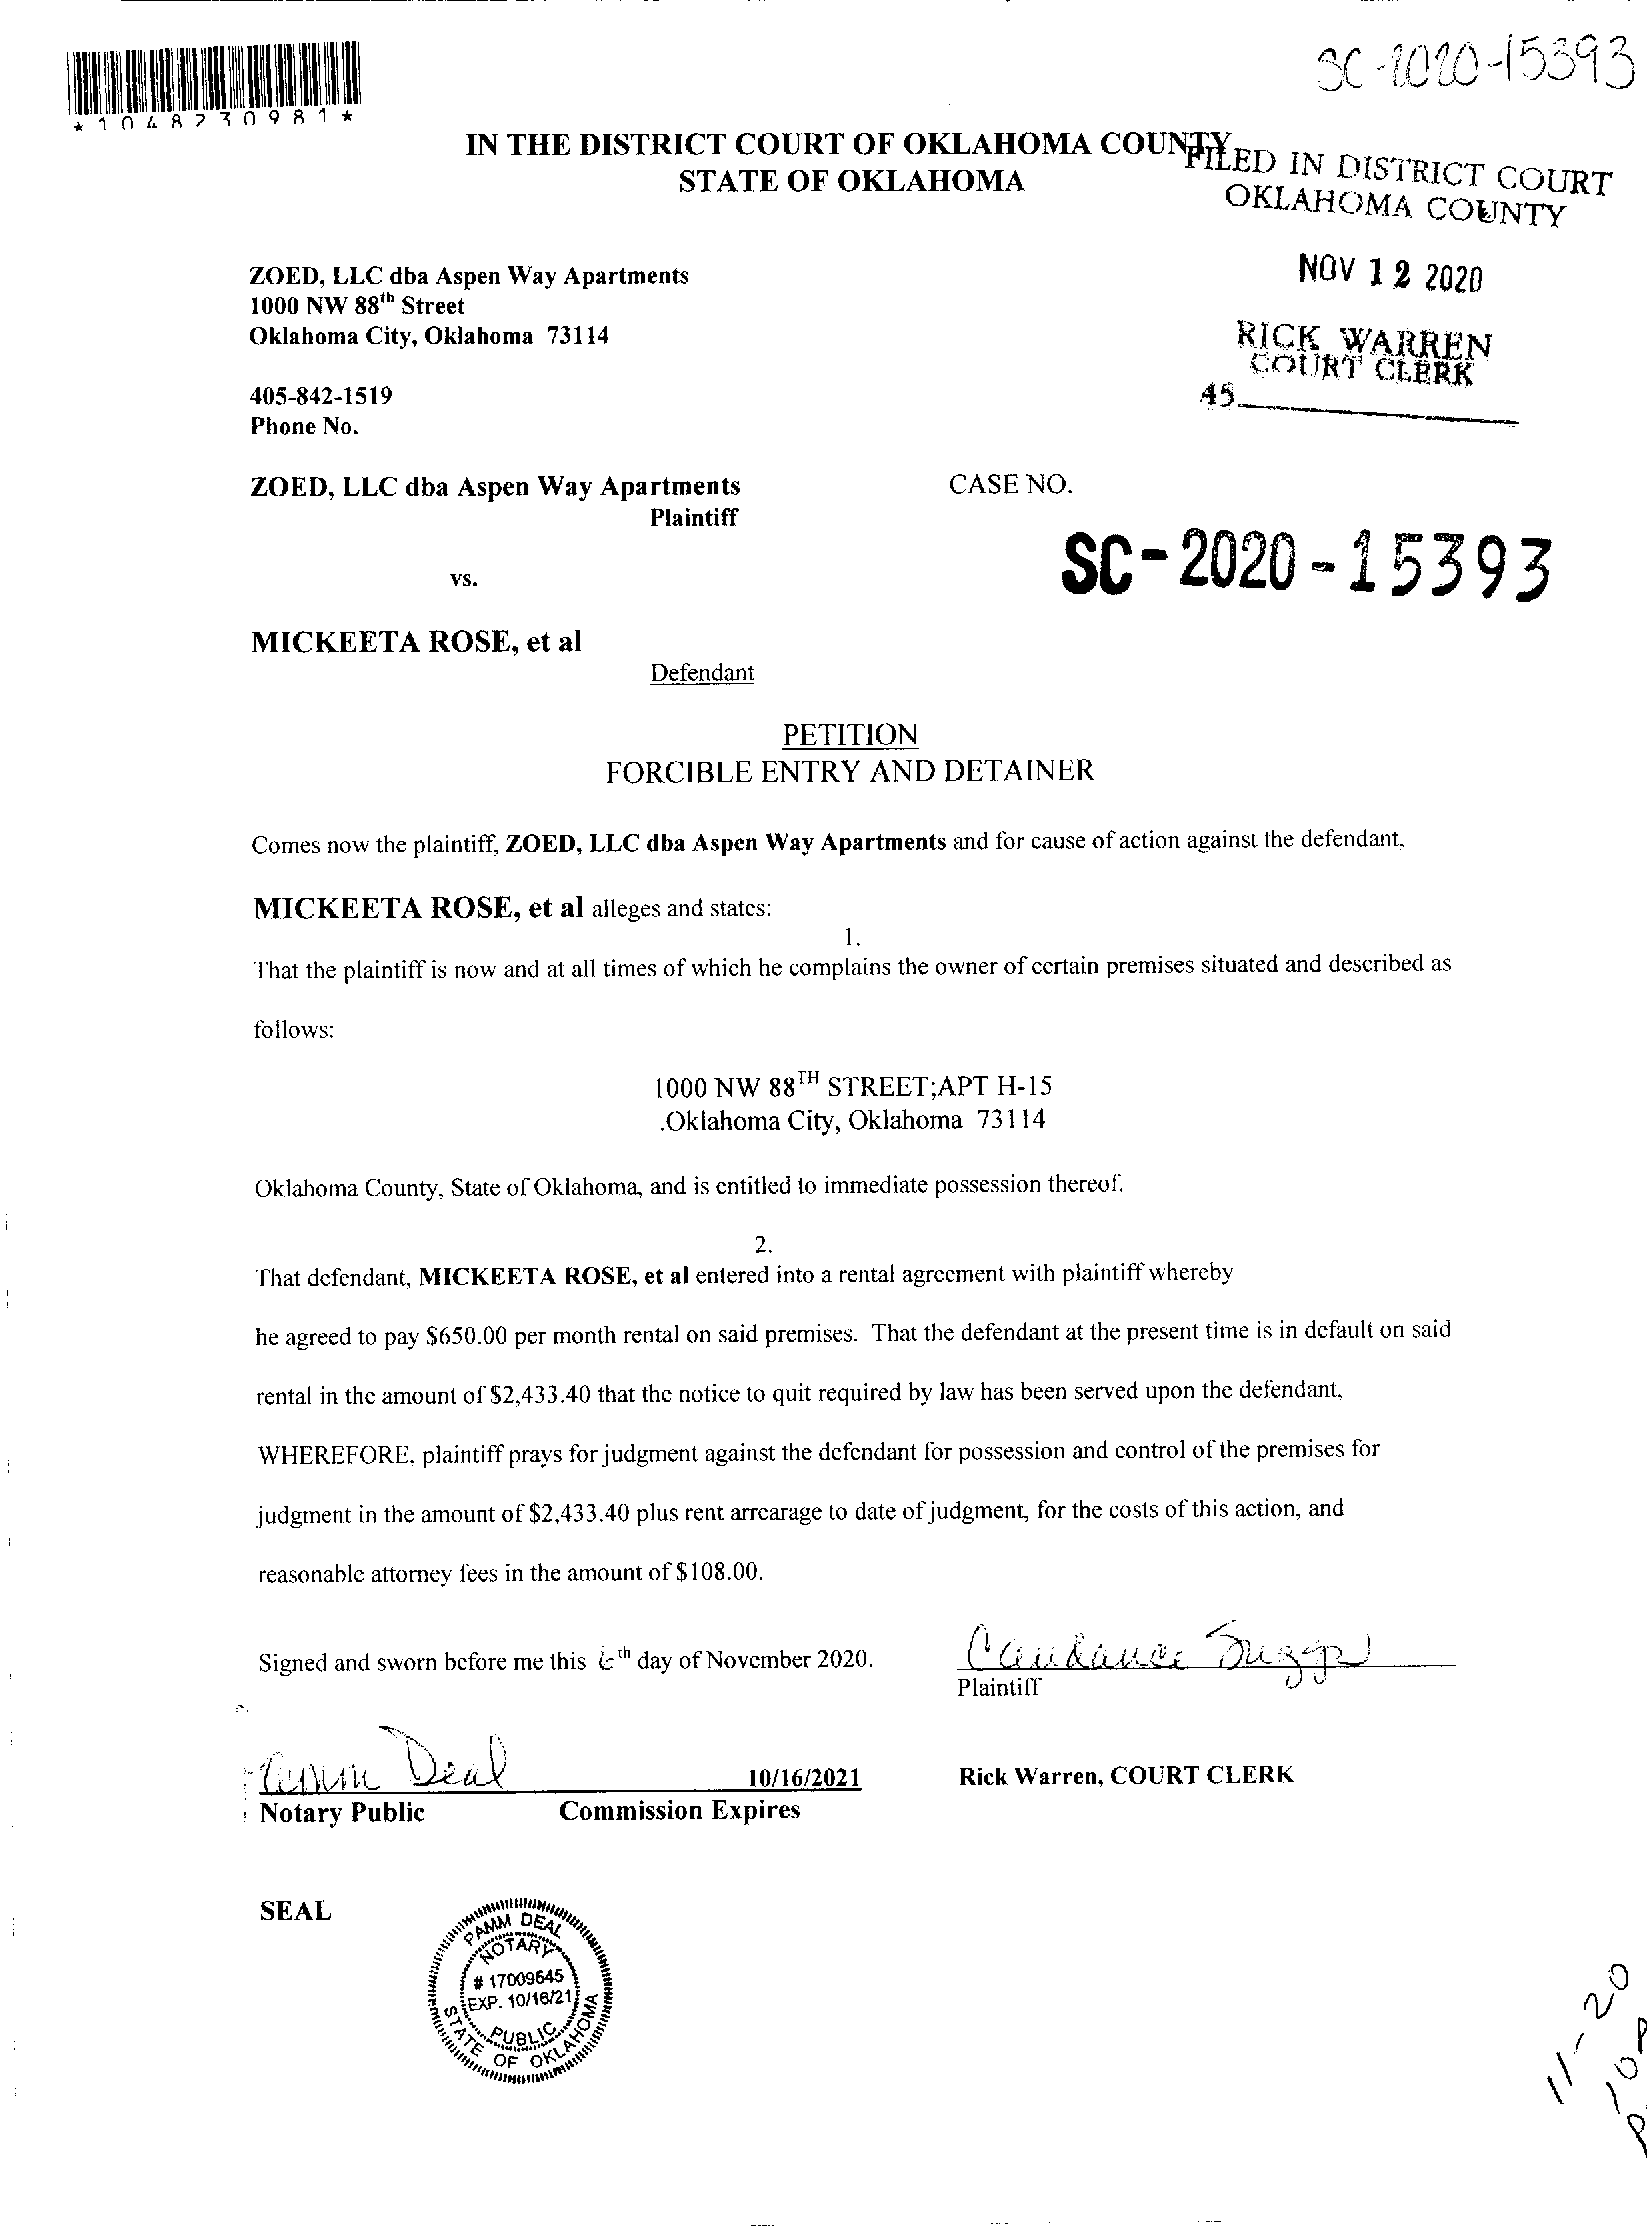 SC-2020-15393
*1048230981*
IN THE DISTRICT COURT OF OKLAHOMA COUNTY
STATE OF OKLAHOMA
FILED IN DISTRICT COURT
OKLAHOMA COUNTY
NOV 12 2020
RICK WARREN
COURT CLERK
45
ZOED, LLC dba Aspen Way Apartments
1000 NW 88th Street
Oklahoma City, Oklahoma 73114
405-842-1519
Phone No.
ZOED, LLC dba Aspen Way Apartments
Plaintiff
CASE NO.
SC-2020-15393
vs.
MICKEETA ROSE, et al
Defendant
PETITION
FORCIBLE ENTRY AND DETAINER
Comes now the plaintiff, ZOED, LLC dba Aspen Way Apartments and for cause of action against the defendant,
MICKEETA ROSE, et al alleges and states:
1.
That the plaintiff is now and at all times of which he complains the owner of certain premises situated and described as
follows:
1000 NW 88TH STREET;APT H-15
.Oklahoma City, Oklahoma 73114
Oklahoma County, State of Oklahoma, and is entitled to immediate possession thereof.
2.
That defendant, MICKEETA ROSE, et al entered into a rental agreement with plaintiff whereby
he agreed to pay $650.00 per month rental on said premises. That the defendant at the present time is in default on said
rental in the amount of $2,433.40 that the notice to quit required by law has been served upon the defendant,
WHEREFORE, plaintiff prays for judgment against the defendant for possession and control of the premises for
judgment in the amount of $2,433.40 plus rent arrearage to date of judgment, for the costs of this action, and
reasonable attorney fees in the amount of $108.00.
Signed and sworn before me this 6th day of November 2020.
Candance Suggs
Plaintiff
Pamm Deal
10/16/2021
Notary Public Commission Expires
Rick Warren, COURT CLERK
SEAL
PAMM DEAL
NOTARY
# 17009645
EXP. 10/16/21
PUBLIC
STATE OF OKLAHOMA
11-20